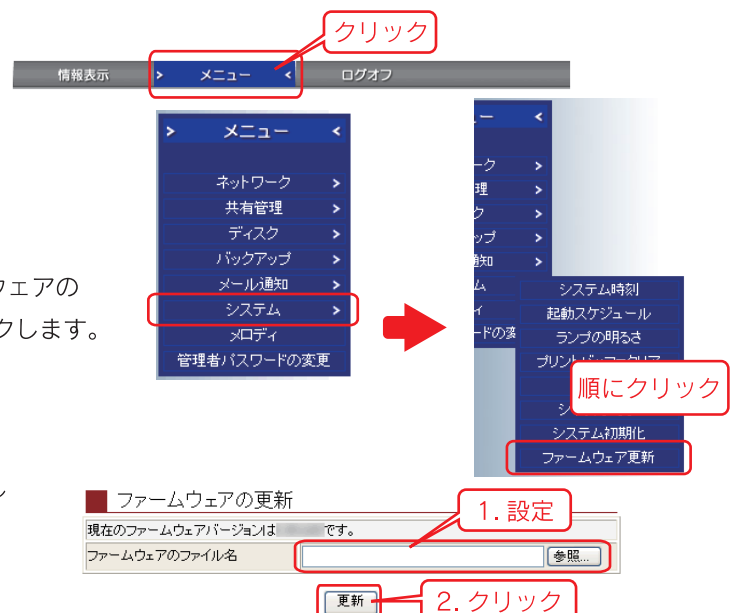 クリック
情報表示 > メニュー < ログオフ
> メニュー <
ネットワーク >
共有管理 >
ディスク >
バックアップ >
メール通知 >
システム >
メロディ
管理者パスワードの変更
ー <
ーク >
理 >
ク >
ップ >
通知 >
ム
ィ
ードの変
システム時刻
起動スケジュール
ランプの明るさ
順にクリック
システム初期化
ファームウェア更新
ウェアの
クします。
ファームウェアの更新
現在のファームウェアバージョンは です。
ファームウェアのファイル名 参照...
1. 設定
更新
2. クリック